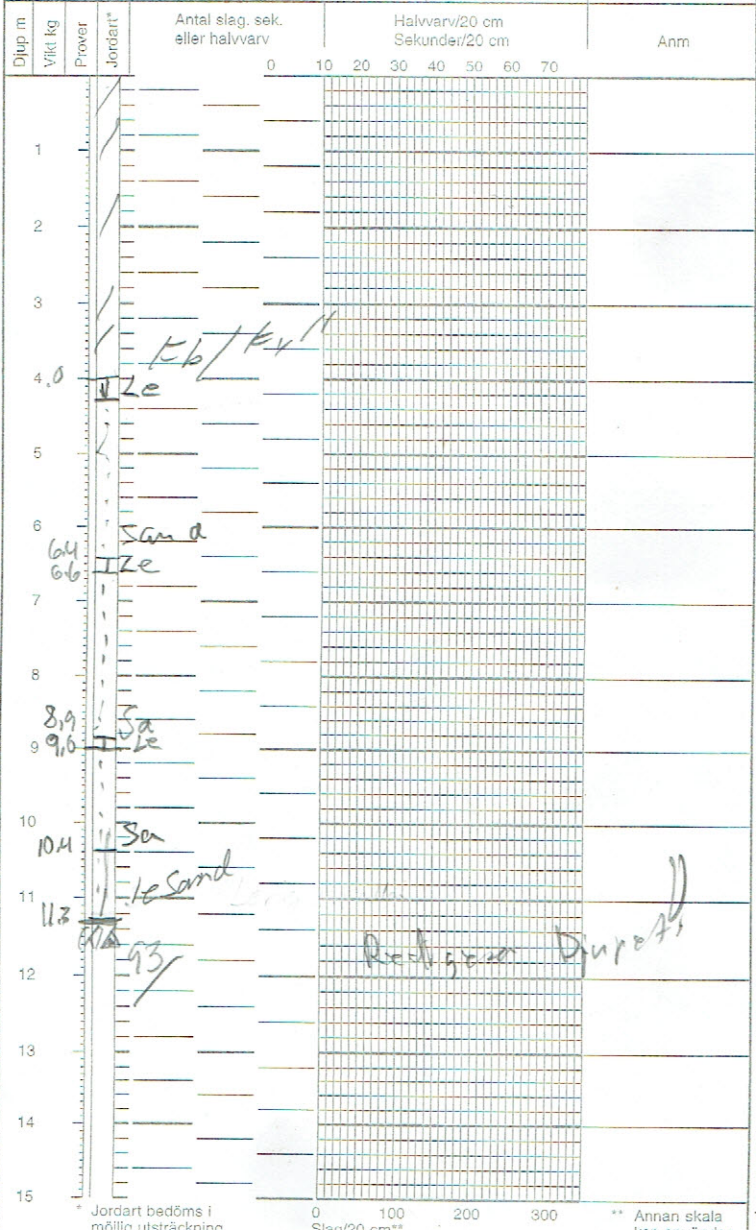 Djup m
Vikt kg
Prover
Jordart*
Antal slag. sek.
eller halvvarv
Halvvarv/20 cm
Sekunder/20 cm
Anm
0 10 20 30 40 50 60 70
1
2
3
4,0 Le
5
6 Sand
6,4
6,6 Le
7
8
8,9 Sa
9 9,0 Le
10
10,4 Sa
11 Le Sand
11,3
93/
Redigera Djupet
12
13
14
15
* Jordart bedöms i
möjlig utsträckning
0 100 200 300
Slag/20 cm**
** Annan skala